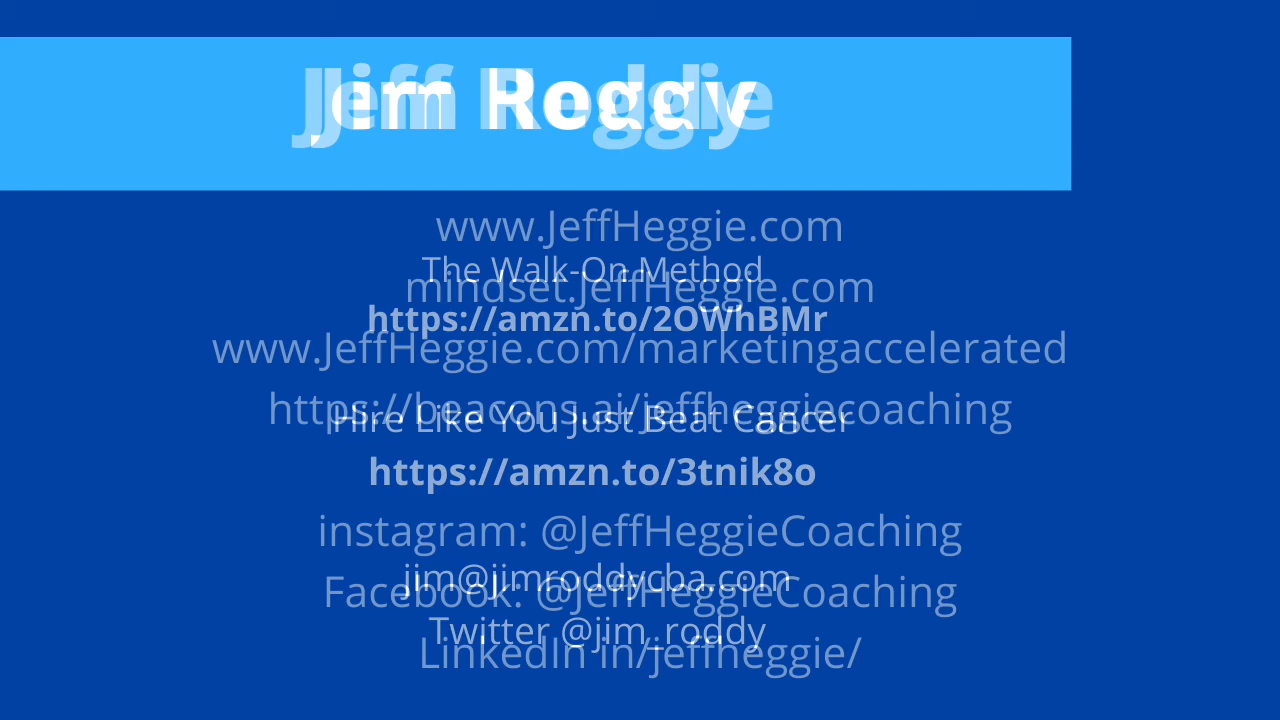 Jeff Heggie
Jim Roddy
www.JeffHeggie.com
The Walk-On Method
mindset.jeffHeggie.com
https://amzn.to/2OWhBMr
www.JeffHeggie.com/marketingaccelerated
https://beacons.ai/jeffheggiecoaching
Hire Like You Just Beat Cancer
https://amzn.to/3tnik8o
instagram: @JeffHeggieCoaching
jim@jimroddycba.com
Facebook: @JeffHeggieCoaching
Twitter @jim_roddy
LinkedIn in/jeffheggie/